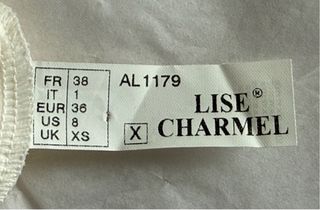 FR 38
IT 1
EUR 36
US 8
UK XS
AL1179
X
LISE®
CHARMEL